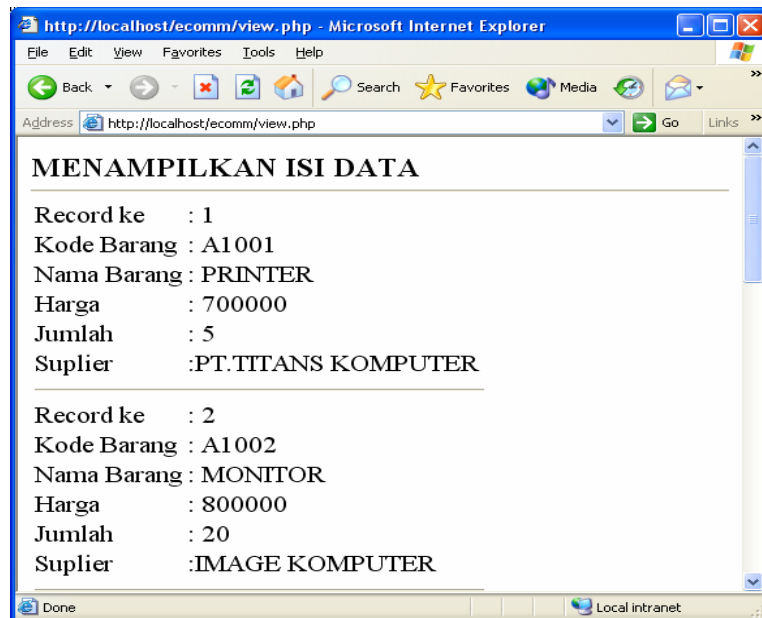 http://localhost/ecomm/view.php - Microsoft Internet Explorer
File Edit View Favorites Tools Help
Back Search Favorites Media »
Address http://localhost/ecomm/view.php Go Links »
MENAMPILKAN ISI DATA
Record ke : 1
Kode Barang : A1001
Nama Barang : PRINTER
Harga : 700000
Jumlah : 5
Suplier :PT.TITANS KOMPUTER
Record ke : 2
Kode Barang : A1002
Nama Barang : MONITOR
Harga : 800000
Jumlah : 20
Suplier :IMAGE KOMPUTER
Done Local intranet